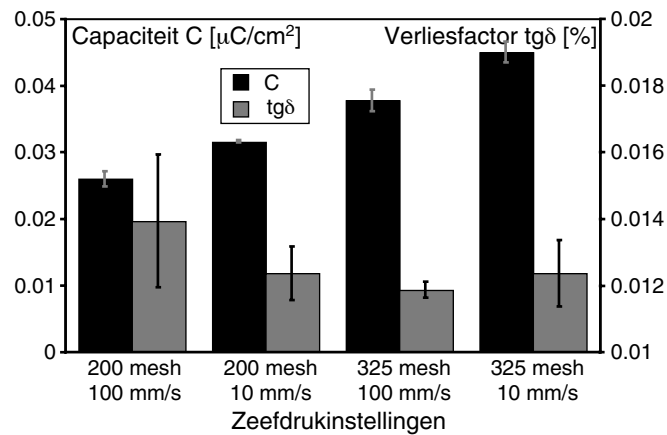 Capaciteit C [μC/cm²]
Verliesfactor tgδ [%]
C
tgδ
0.05
0.04
0.03
0.02
0.01
0
0.02
0.018
0.016
0.014
0.012
0.01
200 mesh
100 mm/s
200 mesh
10 mm/s
325 mesh
100 mm/s
325 mesh
10 mm/s
Zeefdrukinstellingen